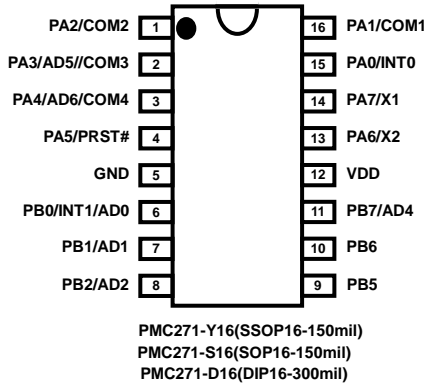 PA2/COM2 1 16 PA1/COM1
PA3/AD5//COM3 2 15 PA0/INT0
PA4/AD6/COM4 3 14 PA7/X1
PA5/PRST# 4 13 PA6/X2
GND 5 12 VDD
PB0/INT1/AD0 6 11 PB7/AD4
PB1/AD1 7 10 PB6
PB2/AD2 8 9 PB5
PMC271-Y16(SSOP16-150mil)
PMC271-S16(SOP16-150mil)
PMC271-D16(DIP16-300mil)